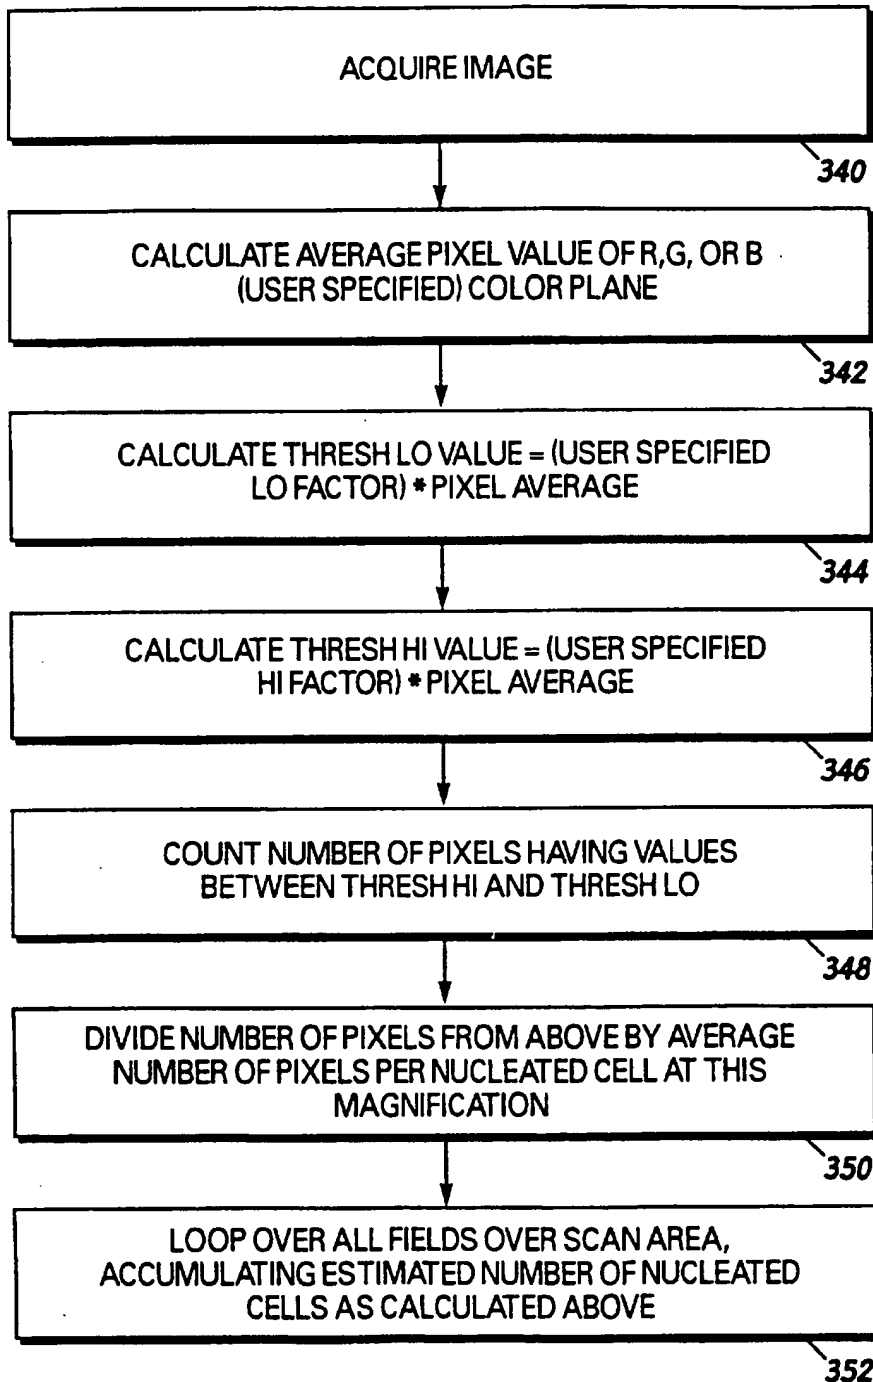 ACQUIRE IMAGE
340
CALCULATE AVERAGE PIXEL VALUE OF R,G, OR B
(USER SPECIFIED) COLOR PLANE
342
CALCULATE THRESH LO VALUE = (USER SPECIFIED
LO FACTOR) * PIXEL AVERAGE
344
CALCULATE THRESH HI VALUE = (USER SPECIFIED
HI FACTOR) * PIXEL AVERAGE
346
COUNT NUMBER OF PIXELS HAVING VALUES
BETWEEN THRESH HI AND THRESH LO
348
DIVIDE NUMBER OF PIXELS FROM ABOVE BY AVERAGE
NUMBER OF PIXELS PER NUCLEATED CELL AT THIS
MAGNIFICATION
350
LOOP OVER ALL FIELDS OVER SCAN AREA,
ACCUMULATING ESTIMATED NUMBER OF NUCLEATED
CELLS AS CALCULATED ABOVE
352